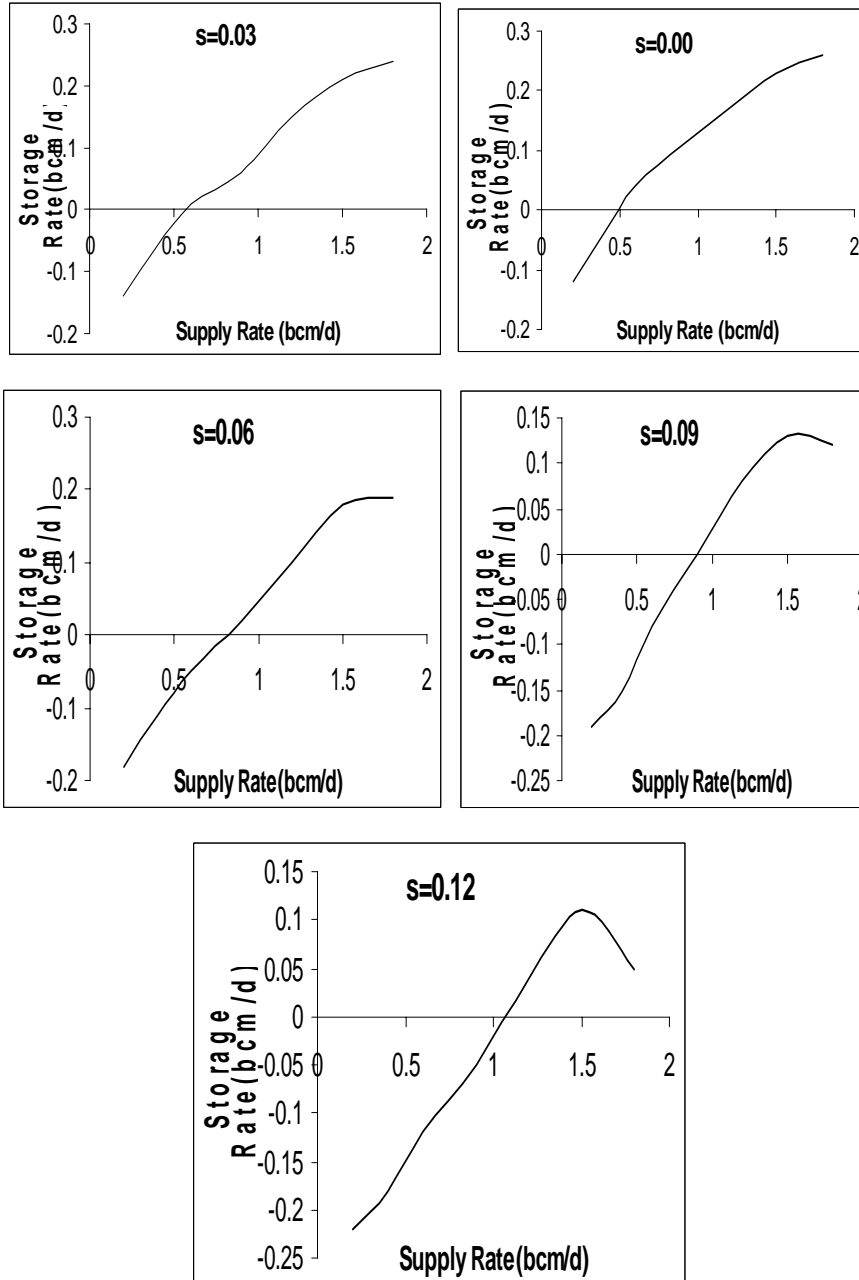 s=0.03
0.3
0.2
0.1
0
-0.1
-0.2
0 0.5 1 1.5 2
Storage
Rate(bcm/d)
Supply Rate (bcm/d)
s=0.00
0.3
0.2
0.1
0
-0.1
-0.2
0 0.5 1 1.5 2
Storage
Rate(bcm/d)
Supply Rate (bcm/d)
s=0.06
0.3
0.2
0.1
0
-0.1
-0.2
0 0.5 1 1.5 2
Storage
Rate(bcm/d)
Supply Rate(bcm/d)
s=0.09
0.15
0.1
0.05
0
-0.05
-0.1
-0.15
-0.2
-0.25
0 0.5 1 1.5 2
Storage
Rate(bcm/d)
Supply Rate(bcm/d)
s=0.12
0.15
0.1
0.05
0
-0.05
-0.1
-0.15
-0.2
-0.25
0 0.5 1 1.5 2
Storage
Rate(bcm/d)
Supply Rate(bcm/d)